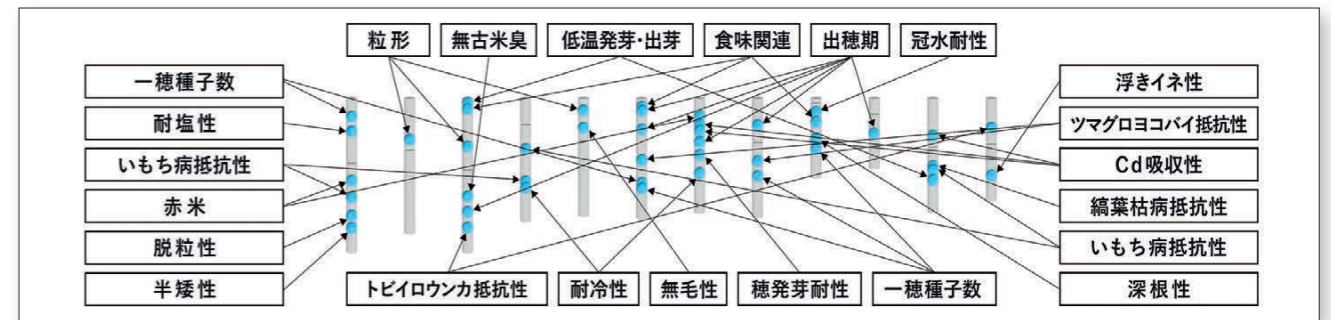 粒形
無古米臭
低温発芽・出芽
食味関連
出穂期
冠水耐性
一穂種子数
耐塩性
いもち病抵抗性
赤米
脱粒性
半矮性
浮きイネ性
ツマグロヨコバイ抵抗性
Cd吸収性
縞葉枯病抵抗性
いもち病抵抗性
深根性
トビイロウンカ抵抗性
耐冷性
無毛性
穂発芽耐性
一穂種子数